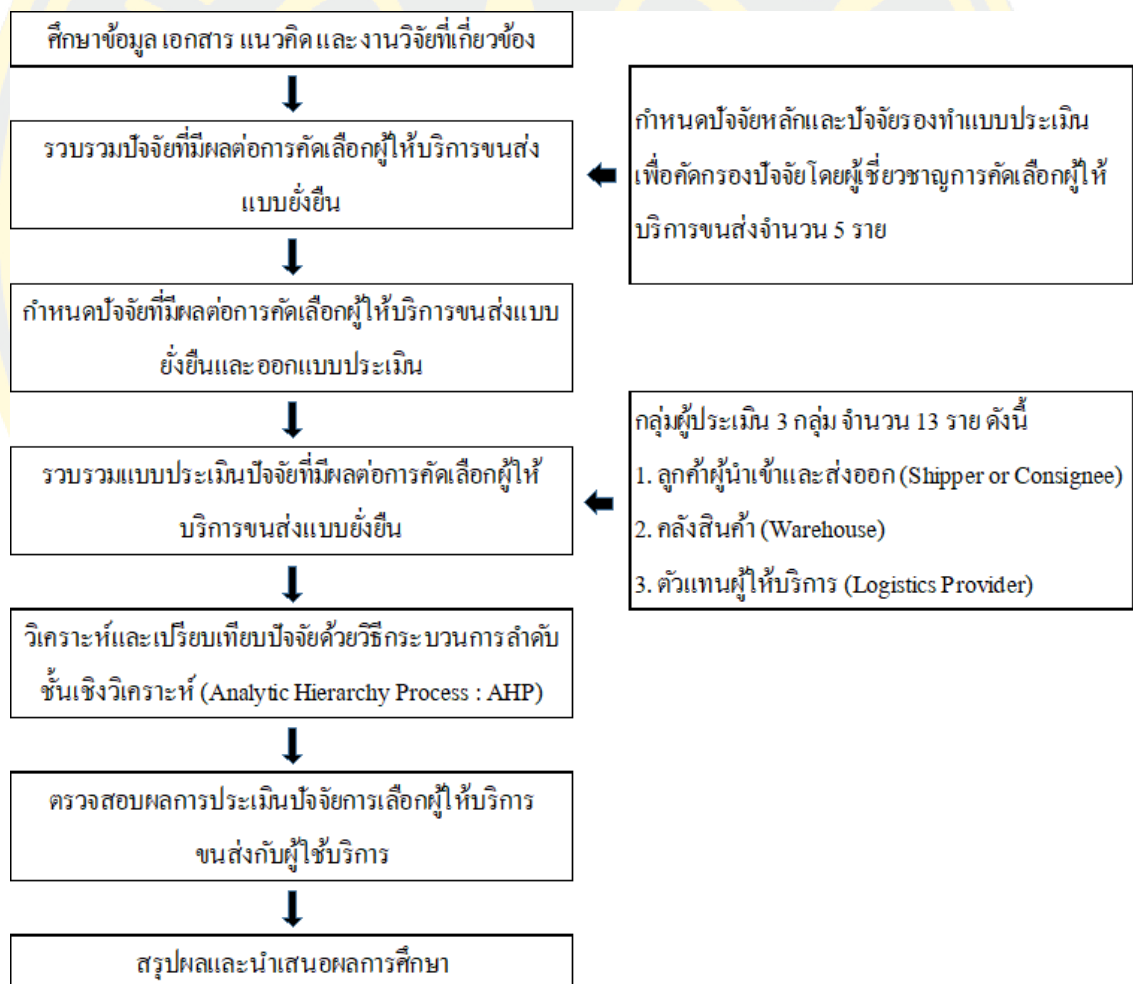 ศึกษาข้อมูล เอกสาร แนวคิด และงานวิจัยที่เกี่ยวข้อง
รวบรวมปัจจัยที่มีผลต่อการคัดเลือกผู้ให้บริการขนส่ง
แบบยั่งยืน
กำหนดปัจจัยหลักและปัจจัยรองทำแบบประเมิน
เพื่อคัดกรองปัจจัยโดยผู้เชี่ยวชาญการคัดเลือกผู้ให้
บริการขนส่งจำนวน 5 ราย
กำหนดปัจจัยที่มีผลต่อการคัดเลือกผู้ให้บริการขนส่งแบบ
ยั่งยืนและออกแบบประเมิน
รวบรวมแบบประเมินปัจจัยที่มีผลต่อการคัดเลือกผู้ให้
บริการขนส่งแบบยั่งยืน
กลุ่มผู้ประเมิน 3 กลุ่ม จำนวน 13 ราย ดังนี้
1. ลูกค้าผู้นำเข้าและส่งออก (Shipper or Consignee)
2. คลังสินค้า (Warehouse)
3. ตัวแทนผู้ให้บริการ (Logistics Provider)
วิเคราะห์และเปรียบเทียบปัจจัยด้วยวิธีกระบวนการลำดับ
ชั้นเชิงวิเคราะห์ (Analytic Hierarchy Process : AHP)
ตรวจสอบผลการประเมินปัจจัยการเลือกผู้ให้บริการ
ขนส่งกับผู้ใช้บริการ
สรุปผลและนำเสนอผลการศึกษา